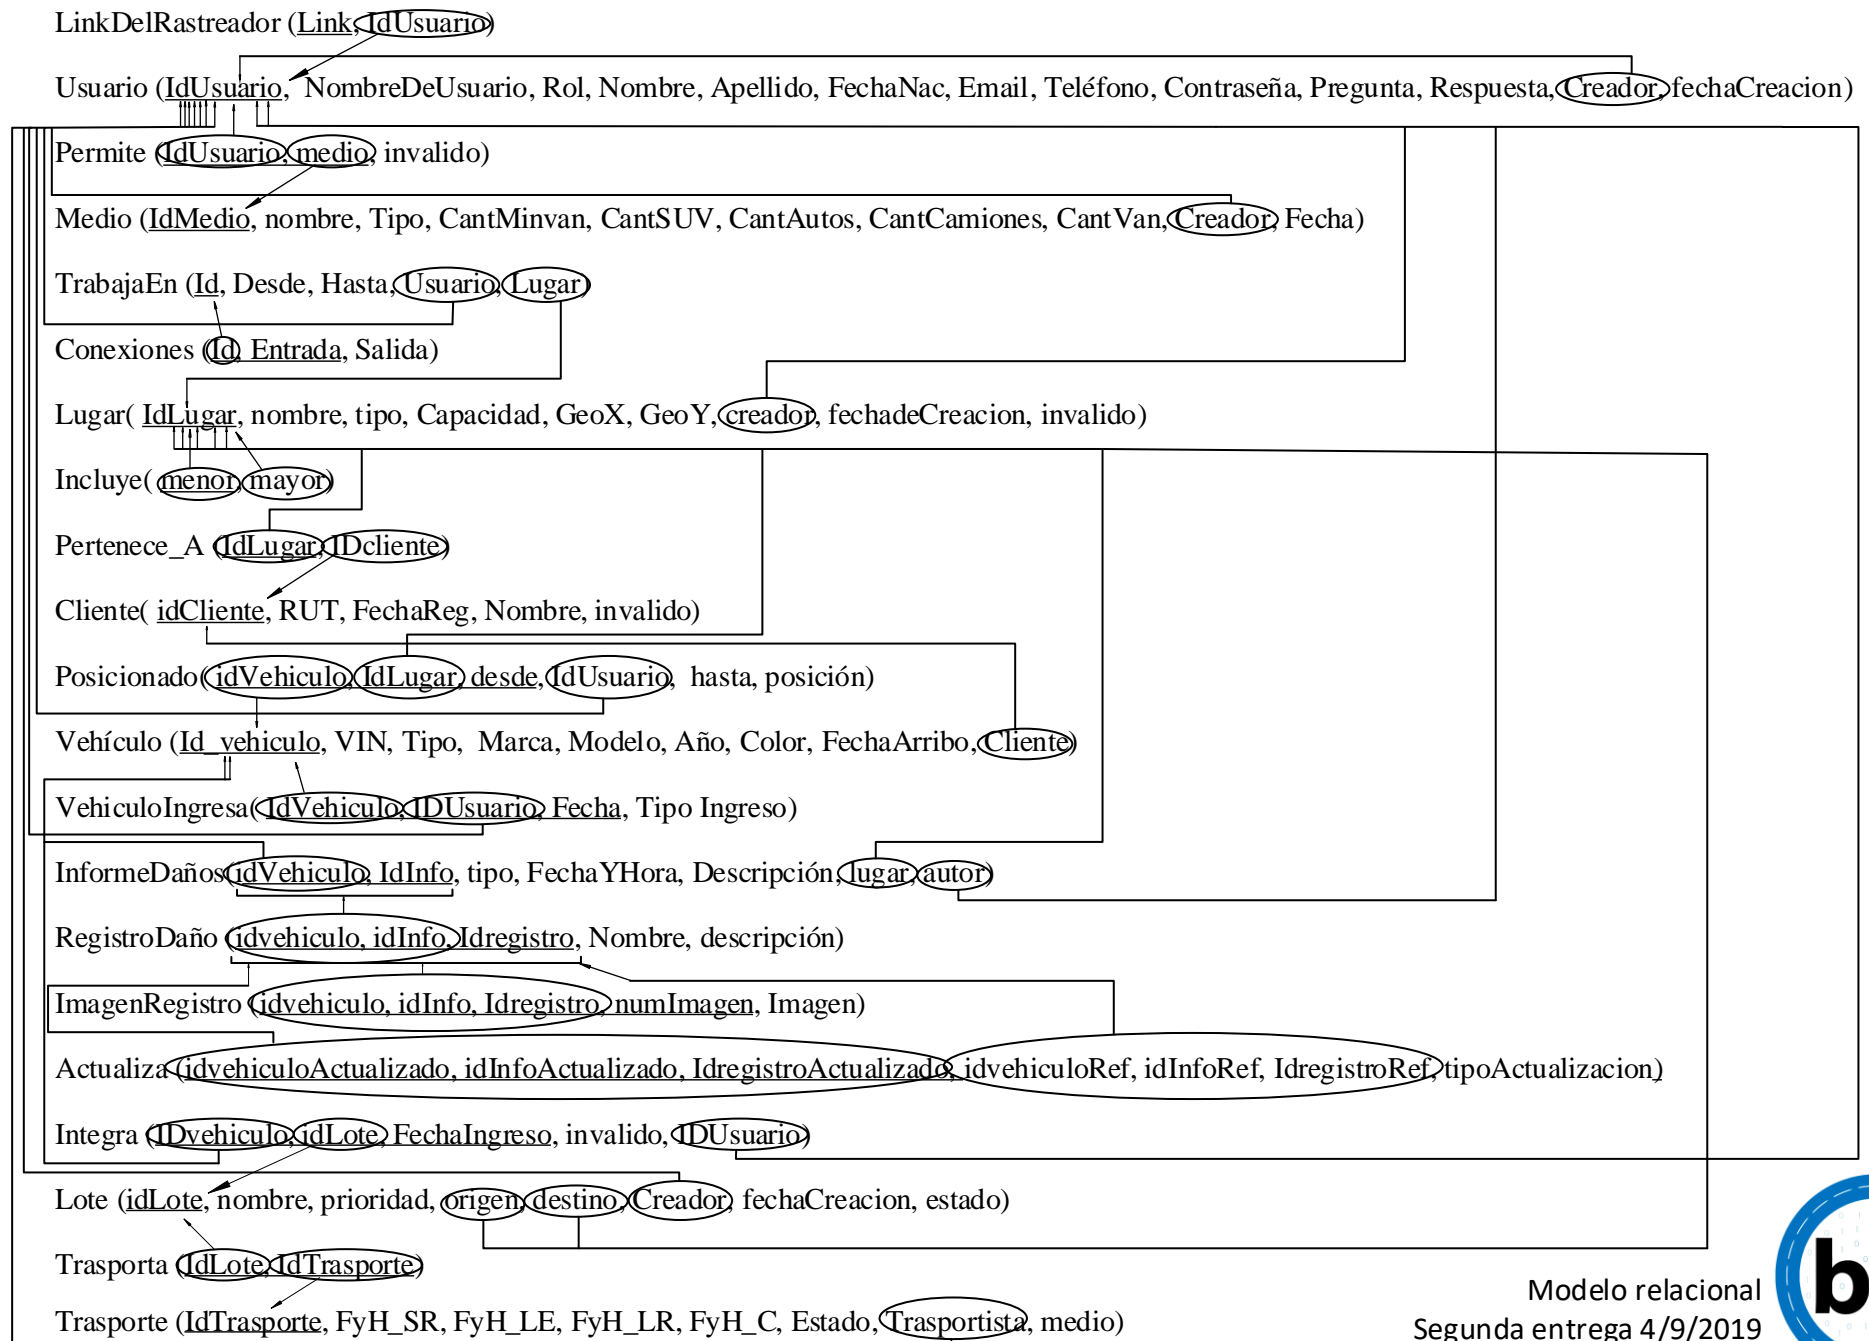 LinkDelRastreador (Link, IdUsuario)
Usuario (IdUsuario, NombreDeUsuario, Rol, Nombre, Apellido, FechaNac, Email, Teléfono, Contraseña, Pregunta, Respuesta, Creador, fechaCreacion)
Permite (IdUsuario, medio, invalido)
Medio (IdMedio, nombre, Tipo, CantMinvan, CantSUV, CantAutos, CantCamiones, CantVan, Creador, Fecha)
TrabajaEn (Id, Desde, Hasta, Usuario, Lugar)
Conexiones (Id, Entrada, Salida)
Lugar( IdLugar, nombre, tipo, Capacidad, GeoX, GeoY, creador, fechadeCreacion, invalido)
Incluye( menor, mayor)
Pertenece_A (IdLugar, IDcliente)
Cliente( idCliente, RUT, FechaReg, Nombre, invalido)
Posicionado( idVehiculo, IdLugar, desde, IdUsuario, hasta, posición)
Vehículo (Id_vehiculo, VIN, Tipo, Marca, Modelo, Año, Color, FechaArribo, Cliente)
VehiculoIngresa( IdVehiculo, IDUsuario, Fecha, Tipo Ingreso)
InformeDaños(idVehiculo, IdInfo, tipo, FechaYHora, Descripción, lugar, autor)
RegistroDaño (idvehiculo, idInfo, Idregistro, Nombre, descripción)
ImagenRegistro (idvehiculo, idInfo, Idregistro, numImagen, Imagen)
Actualiza (idvehiculoActualizado, idInfoActualizado, IdregistroActualizado, idvehiculoRef, idInfoRef, IdregistroRef, tipoActualizacion)
Integra (IDvehiculo, idLote, FechaIngreso, invalido, IDUsuario)
Lote (idLote, nombre, prioridad, origen, destino, Creador, fechaCreacion, estado)
Trasporta (IdLote, IdTrasporte)
Trasporte (IdTrasporte, FyH_SR, FyH_LE, FyH_LR, FyH_C, Estado, Trasportista, medio)
Modelo relacional
Segunda entrega 4/9/2019
b